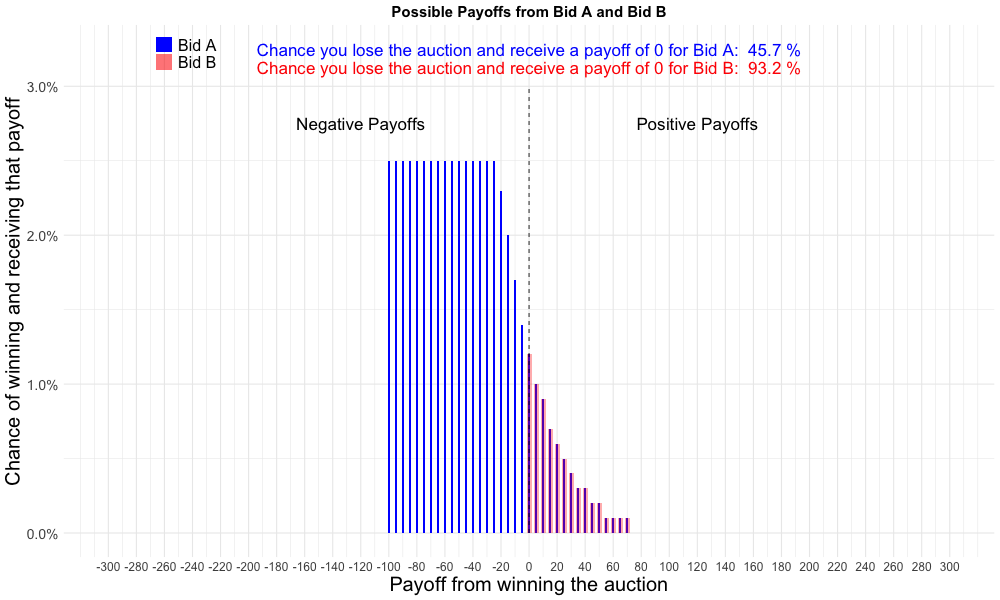 Possible Payoffs from Bid A and Bid B
Bid A
Bid B
Chance you lose the auction and receive a payoff of 0 for Bid A:  45.7 %
Chance you lose the auction and receive a payoff of 0 for Bid B:  93.2 %
Negative Payoffs
Positive Payoffs
Chance of winning and receiving that payoff
3.0%
2.0%
1.0%
0.0%
-300 -280 -260 -240 -220 -200 -180 -160 -140 -120 -100 -80 -60 -40 -20 0 20 40 60 80 100 120 140 160 180 200 220 240 260 280 300
Payoff from winning the auction